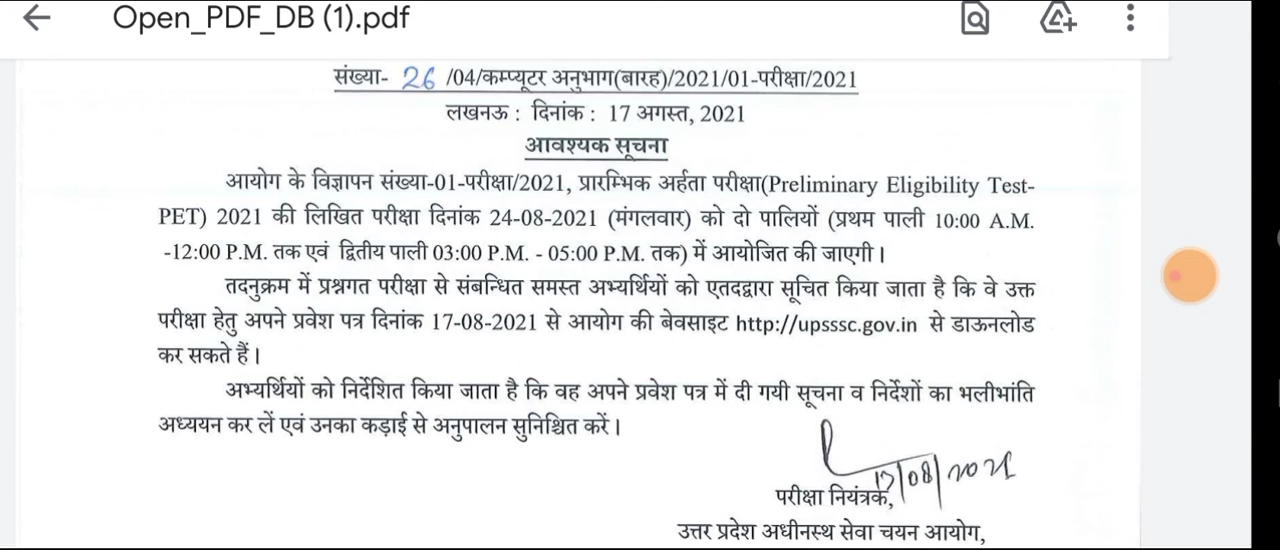 Open_PDF_DB (1).pdf
संख्या- 26 /04/कम्प्यूटर अनुभाग(बारह)/2021/01-परीक्षा/2021
लखनऊ : दिनांक : 17 अगस्त, 2021
आवश्यक सूचना
आयोग के विज्ञापन संख्या-01-परीक्षा/2021, प्रारम्भिक अर्हता परीक्षा(Preliminary Eligibility Test-
PET) 2021 की लिखित परीक्षा दिनांक 24-08-2021 (मंगलवार) को दो पालियों (प्रथम पाली 10:00 A.M.
-12:00 P.M. तक एवं द्वितीय पाली 03:00 P.M. - 05:00 P.M. तक) में आयोजित की जाएगी।
तदनुक्रम में प्रश्नगत परीक्षा से संबन्धित समस्त अभ्यर्थियों को एतदद्वारा सूचित किया जाता है कि वे उक्त
परीक्षा हेतु अपने प्रवेश पत्र दिनांक 17-08-2021 से आयोग की बेवसाइट http://upsssc.gov.in से डाऊनलोड
कर सकते हैं।
अभ्यर्थियों को निर्देशित किया जाता है कि वह अपने प्रवेश पत्र में दी गयी सूचना व निर्देशों का भलीभांति
अध्ययन कर लें एवं उनका कड़ाई से अनुपालन सुनिश्चित करें।
17/08/2021
परीक्षा नियंत्रक,
उत्तर प्रदेश अधीनस्थ सेवा चयन आयोग,